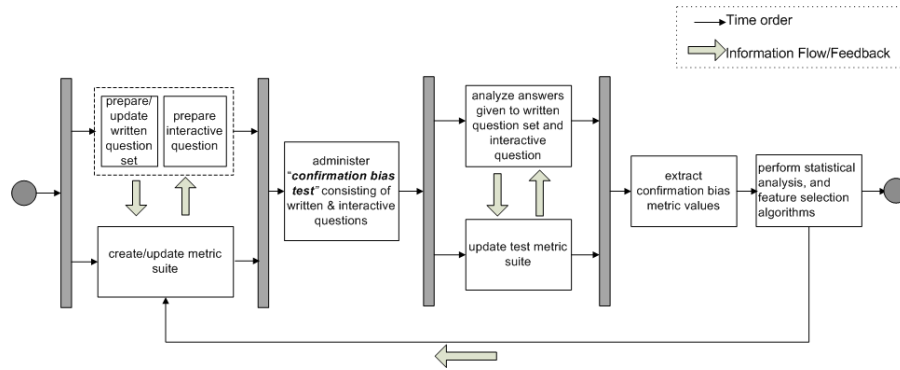 Time order
Information Flow/Feedback
prepare/
update
written
question
set
prepare
interactive
question
create/update metric
suite
administer
“confirmation bias
test” consisting of
written & interactive
questions
analyze answers
given to written
question set and
interactive
question
update test metric
suite
extract
confirmation bias
metric values
perform statistical
analysis, and
feature selection
algorithms